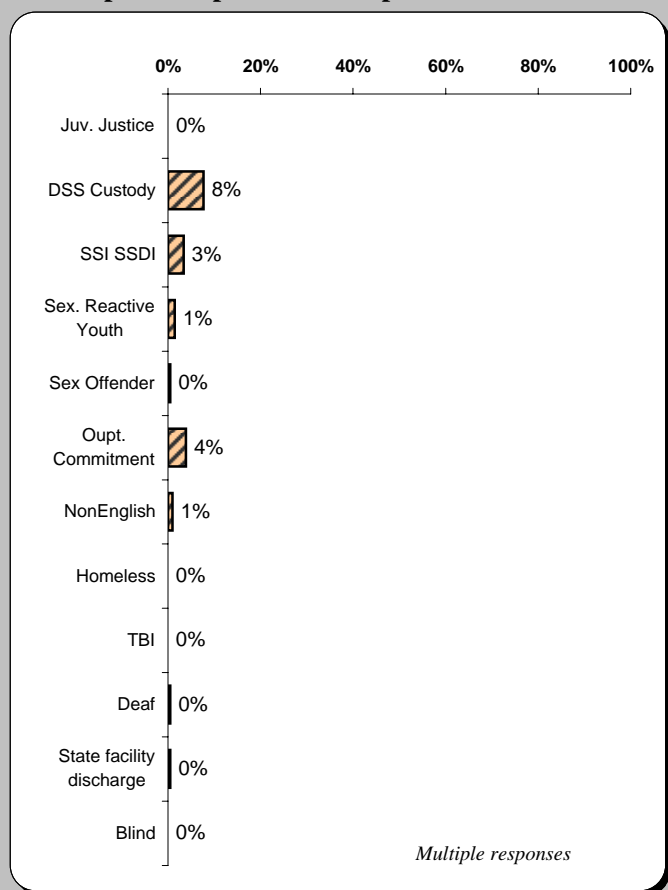 0% 20% 40% 60% 80% 100%
Juv. Justice 0%
DSS Custody 8%
SSI SSDI 3%
Sex. Reactive
Youth 1%
Sex Offender 0%
Oupt.
Commitment 4%
NonEnglish 1%
Homeless 0%
TBI 0%
Deaf 0%
State facility
discharge 0%
Blind 0%
Multiple responses